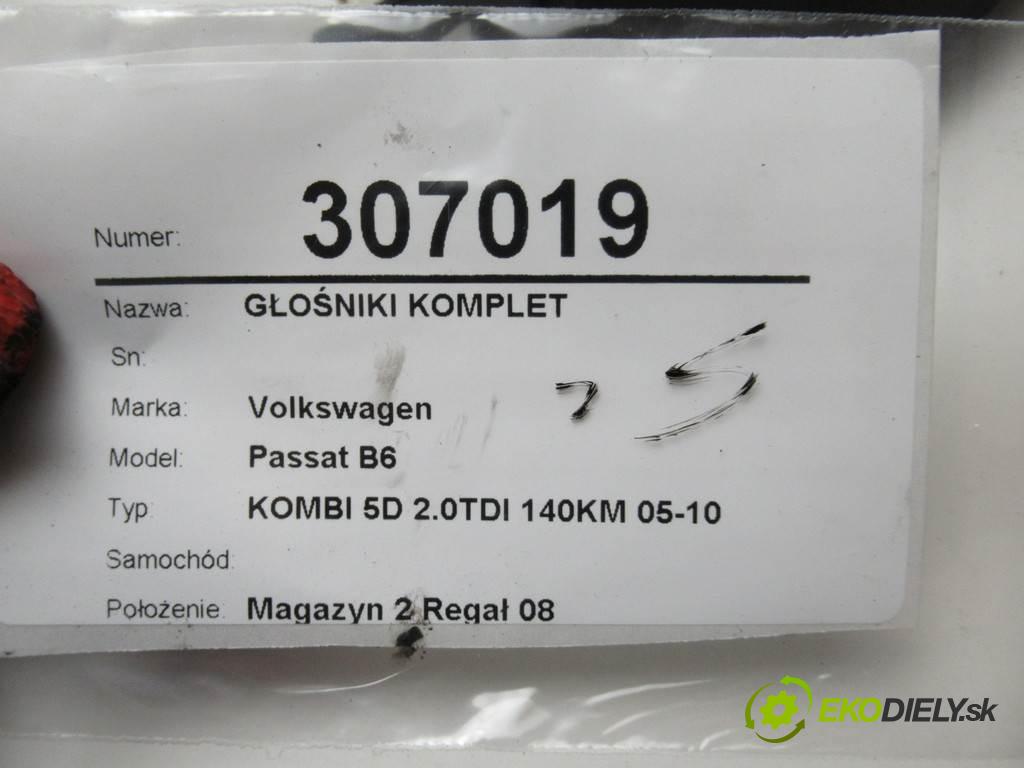 Numer: 307019
Nazwa: GŁOŚNIKI KOMPLET
Sn:
Marka: Volkswagen
Model: Passat B6
Typ: KOMBI 5D 2.0TDI 140KM 05-10
Samochód:
Położenie: Magazyn 2 Regał 08
EKODIELY.sk